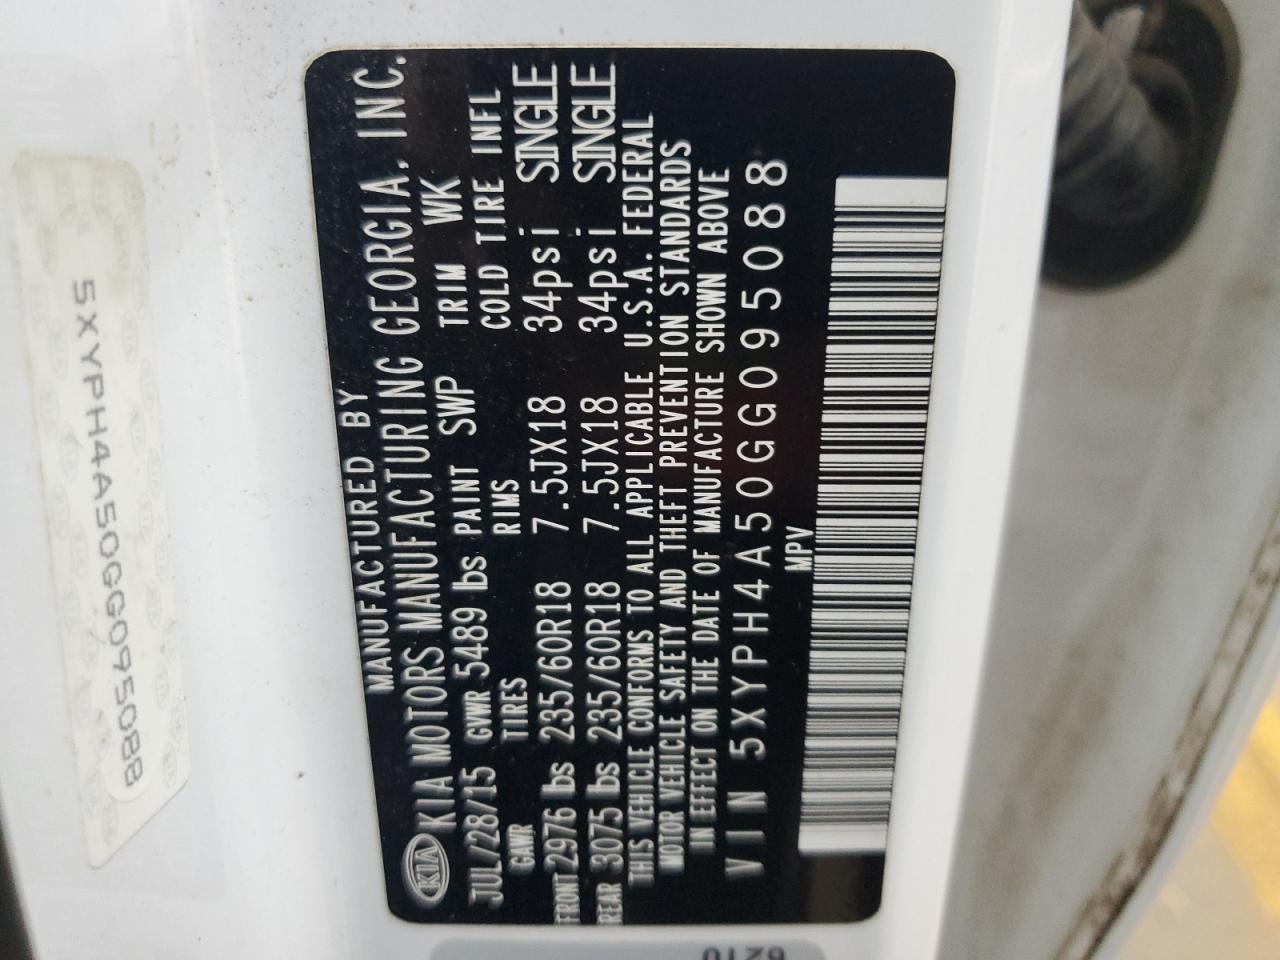 MANUFACTURED BY
KIA KIA MOTORS MANUFACTURING GEORGIA, INC.
JUL/28/15 GVWR 5489 lbs PAINT SWP TRIM WK
GAWR TIRES RIMS COLD TIRE INFL
FRONT 2976 lbs 235/60R18 7.5JX18 34psi SINGLE
REAR 3075 lbs 235/60R18 7.5JX18 34psi SINGLE
THIS VEHICLE CONFORMS TO ALL APPLICABLE U.S.A. FEDERAL
MOTOR VEHICLE SAFETY AND THEFT PREVENTION STANDARDS
IN EFFECT ON THE DATE OF MANUFACTURE SHOWN ABOVE
VIN 5XYPH4A50GG095088
MPV
5XYPH4A50GG095088
6210